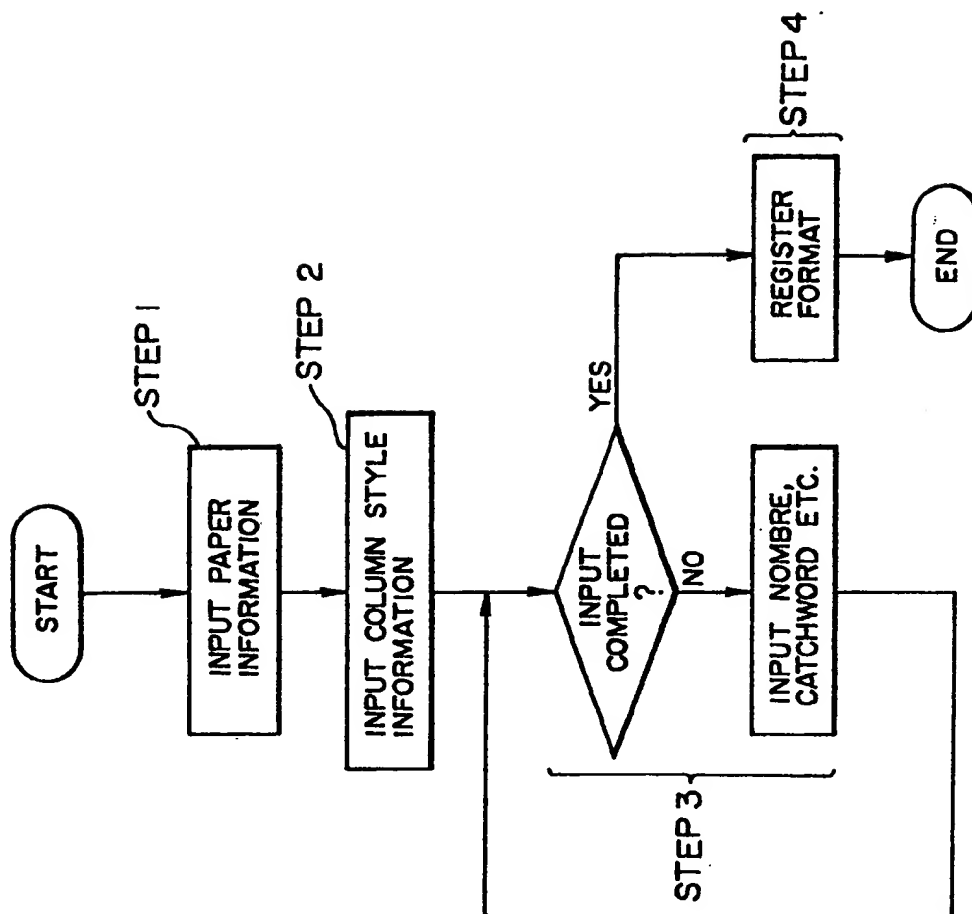 START
STEP 1
INPUT PAPER
INFORMATION
STEP 2
INPUT COLUMN STYLE
INFORMATION
INPUT
COMPLETED
?
YES
NO
STEP 3
INPUT NOMBRE,
CATCHWORD ETC.
STEP 4
REGISTER
FORMAT
END